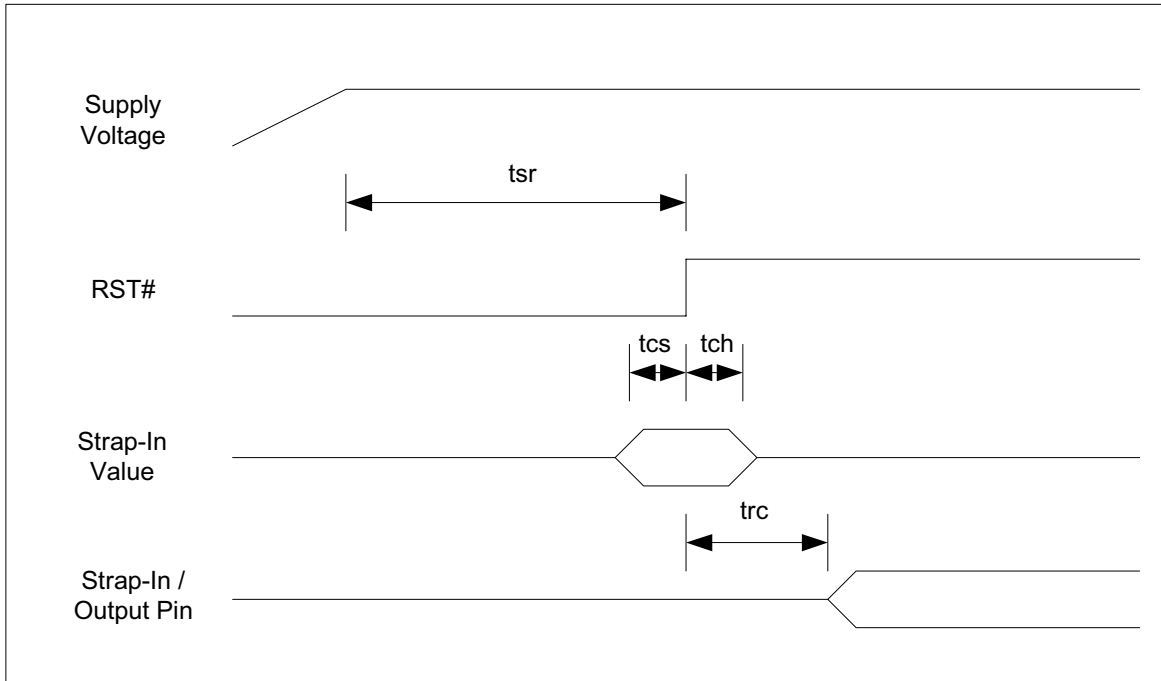 Supply
Voltage
tsr
RST#
tcs
tch
Strap-In
Value
trc
Strap-In /
Output Pin